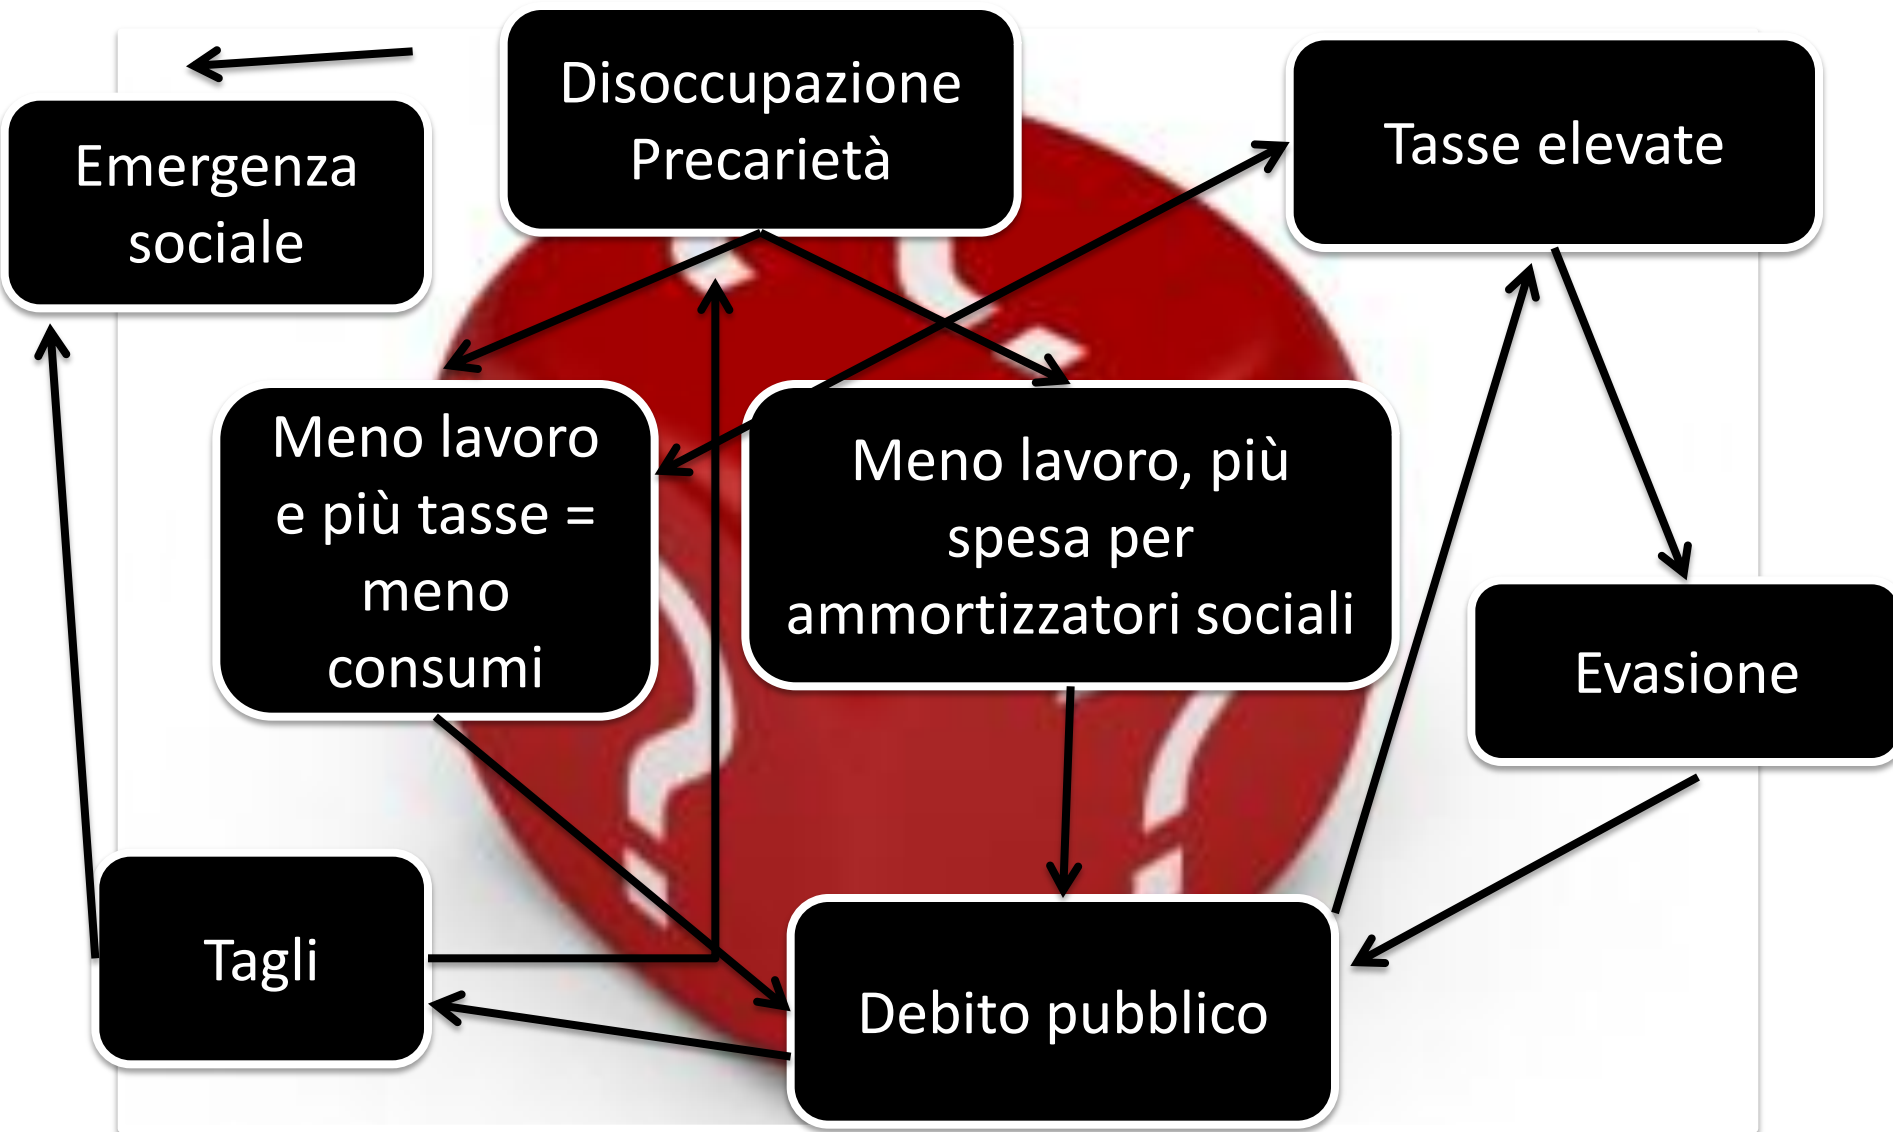 Disoccupazione
Precarietà
Tasse elevate
Emergenza
sociale
Meno lavoro
e più tasse =
meno
consumi
Meno lavoro, più
spesa per
ammortizzatori sociali
Evasione
Tagli
Debito pubblico